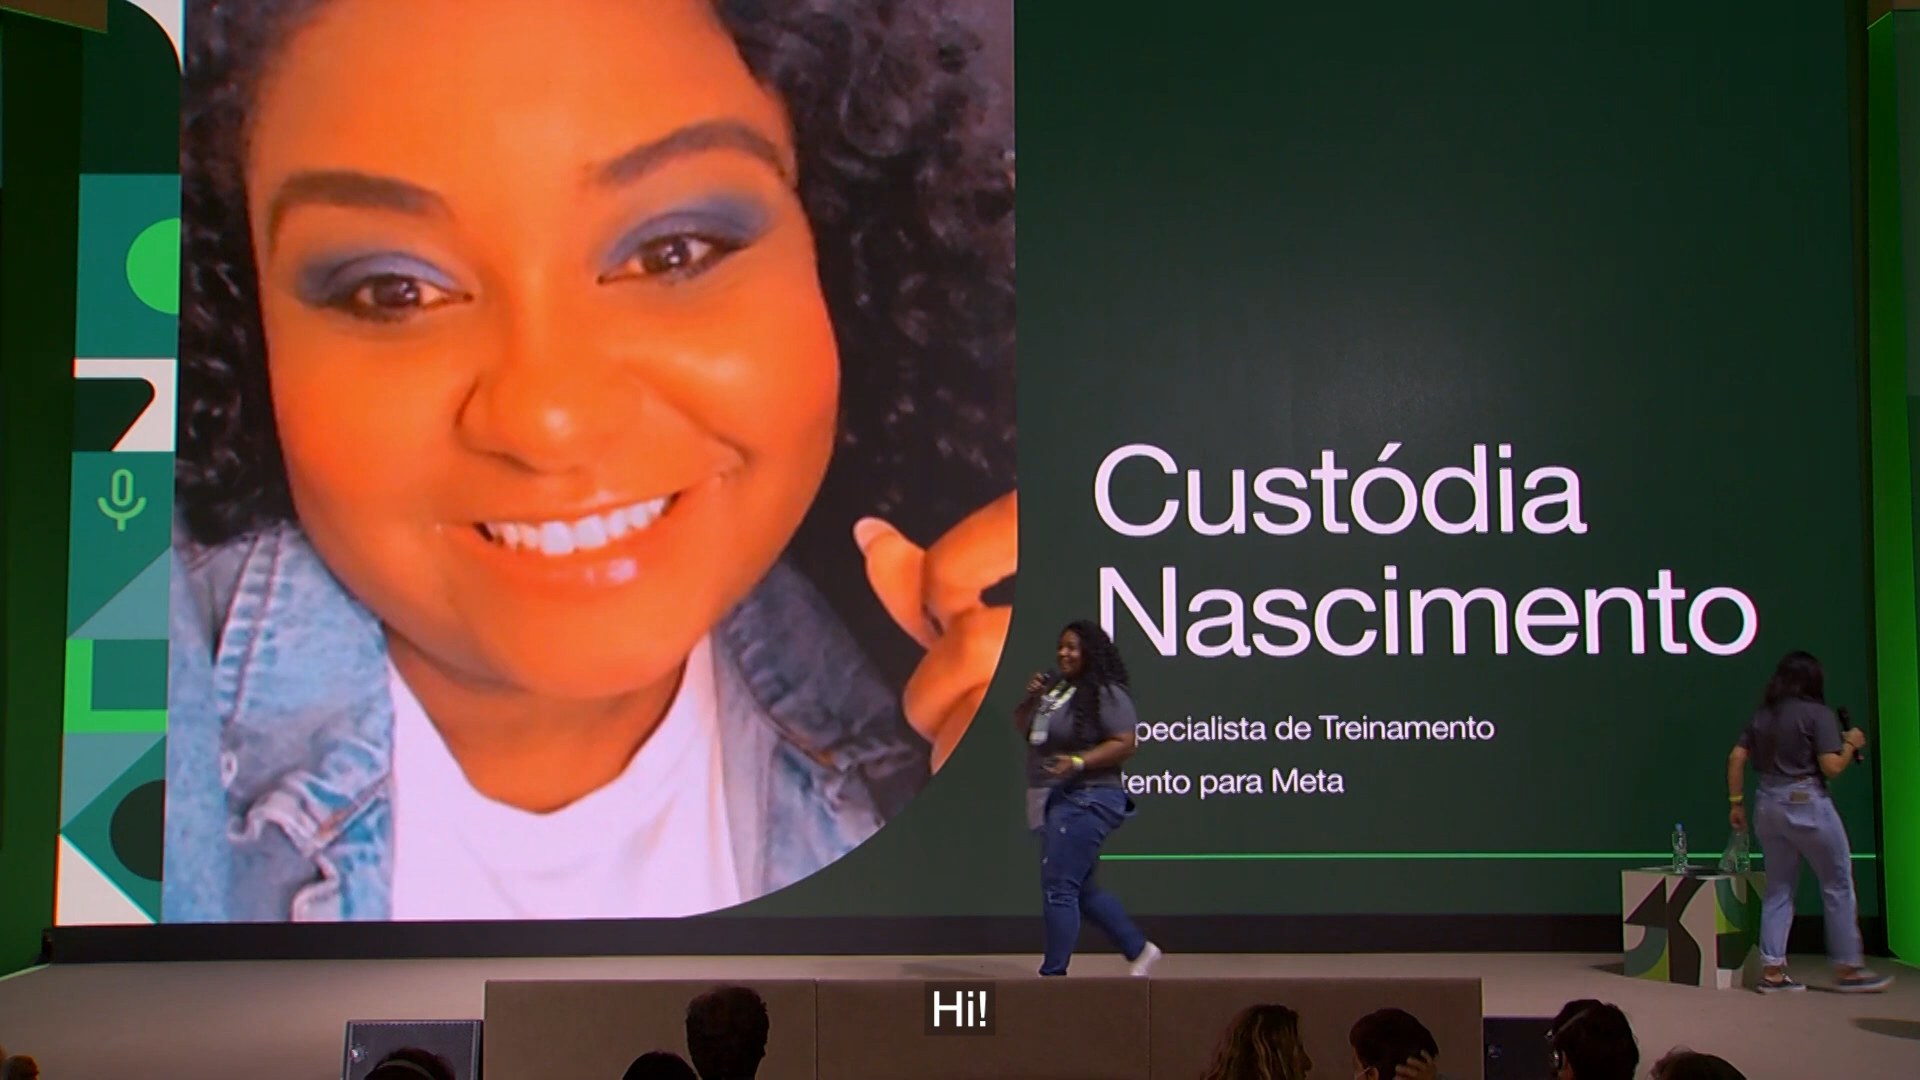 Custódia
Nascimento
pecialista de Treinamento
tento para Meta
Hi!